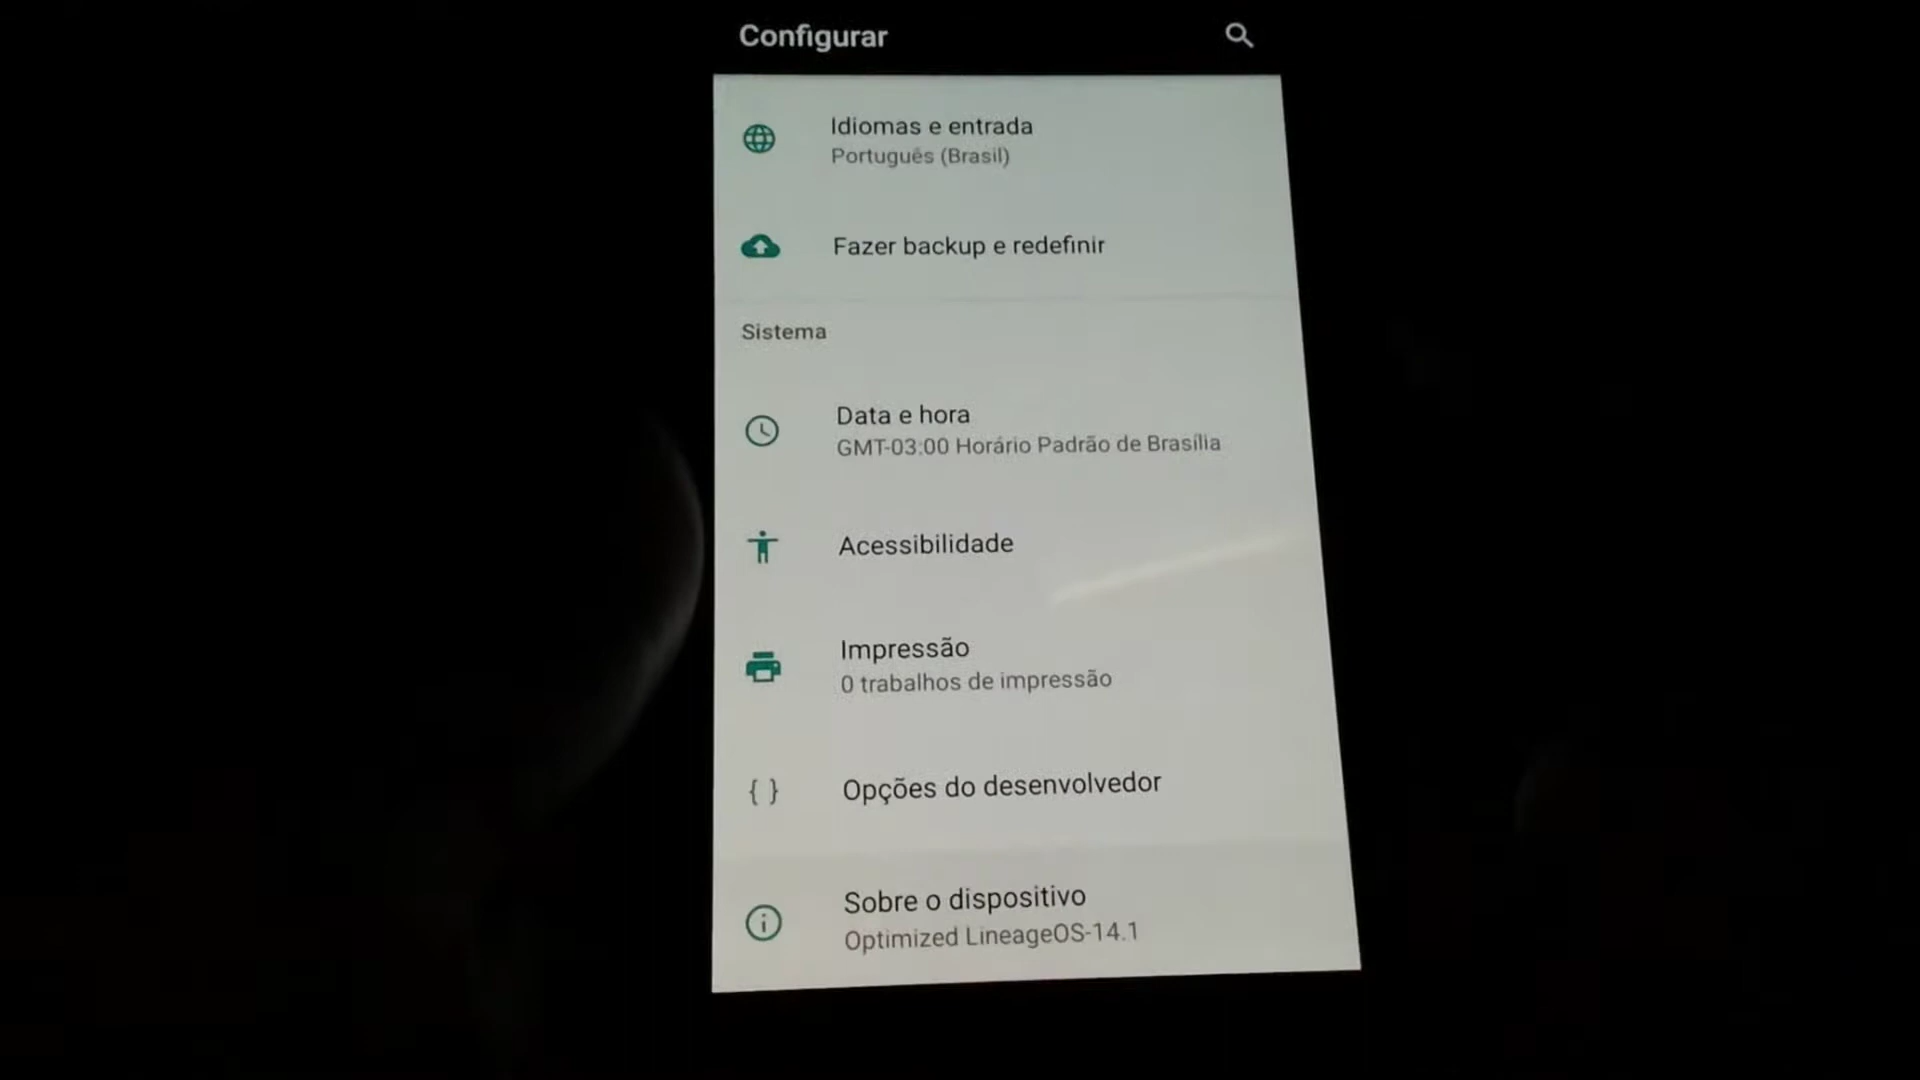 Configurar
Idiomas e entrada
Português (Brasil)
Fazer backup e redefinir
Sistema
Data e hora
GMT-03:00 Horário Padrão de Brasília
Acessibilidade
Impressão
0 trabalhos de impressão
{ } Opções do desenvolvedor
Sobre o dispositivo
Optimized LineageOS-14.1